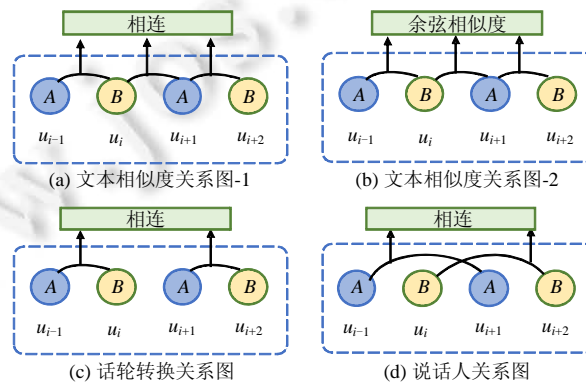 相连
A B A B
u_{i−1} u_i u_{i+1} u_{i+2}
(a) 文本相似度关系图-1
余弦相似度
A B A B
u_{i−1} u_i u_{i+1} u_{i+2}
(b) 文本相似度关系图-2
相连
A B A B
u_{i−1} u_i u_{i+1} u_{i+2}
(c) 话轮转换关系图
相连
A B A B
u_{i−1} u_i u_{i+1} u_{i+2}
(d) 说话人关系图